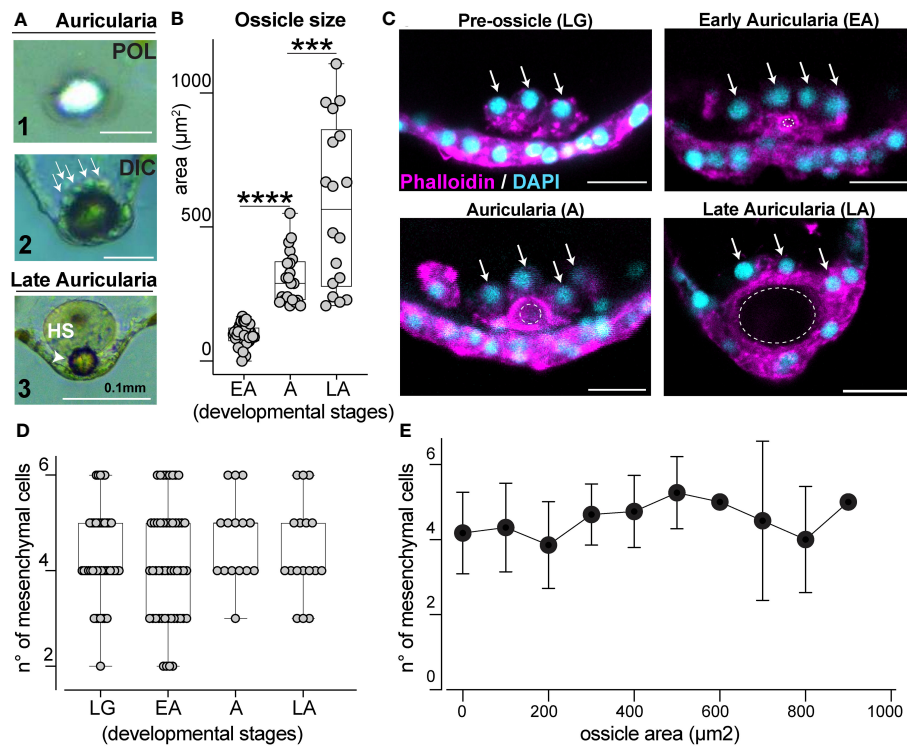 A
Auricularia
POL
1
DIC
2
Late Auricularia
HS
3
0.1mm
B
Ossicle size
***
1000
area (µm²)
****
500
0
EA A LA
(developmental stages)
C
Pre-ossicle (LG)
Early Auricularia (EA)
Phalloidin / DAPI
Auricularia (A)
Late Auricularia (LA)
D
n° of mesenchymal cells
6
4
2
LG EA A LA
(developmental stages)
E
n° of mesenchymal cells
6
4
2
0
0 200 400 600 800 1000
ossicle area (µm2)